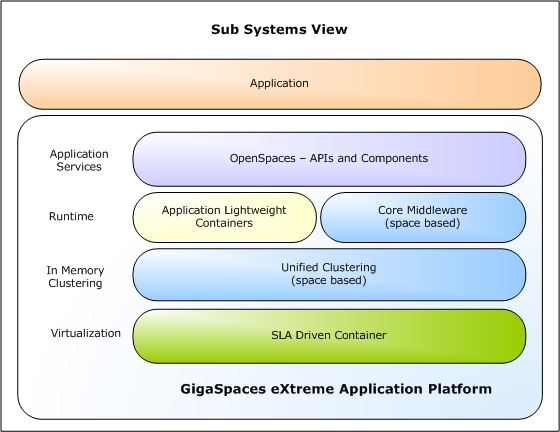 Sub Systems View
Application
Application
Services
OpenSpaces – APIs and Components
Runtime
Application Lightweight
Containers
Core Middleware
(space based)
In Memory
Clustering
Unified Clustering
(space based)
Virtualization
SLA Driven Container
GigaSpaces eXtreme Application Platform